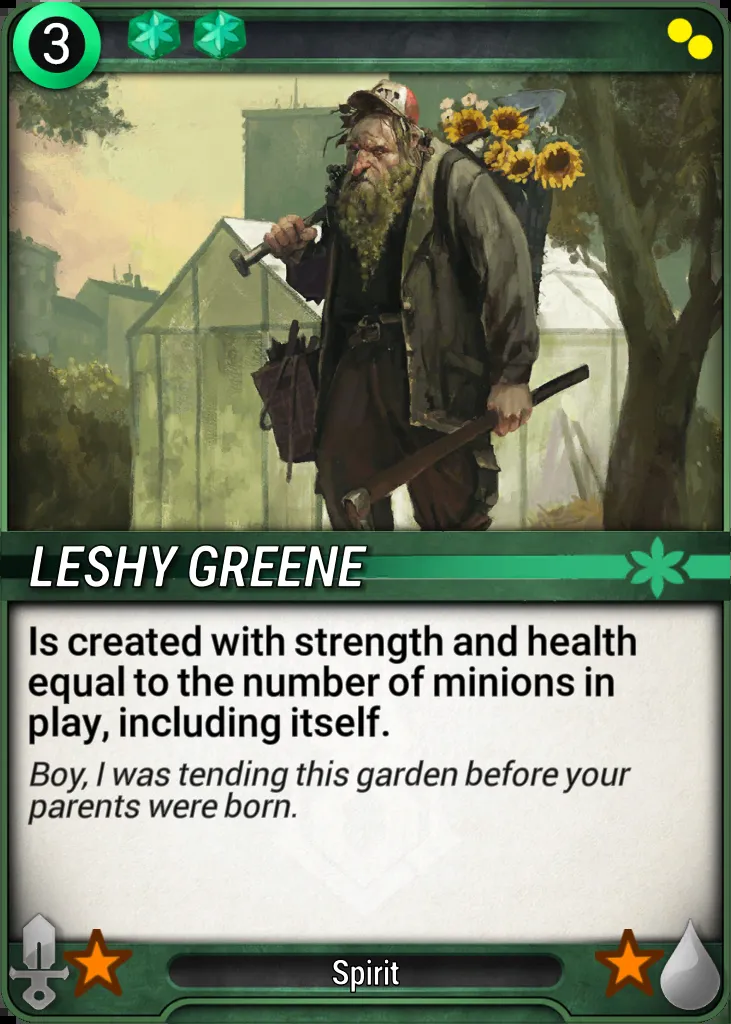 3
LESHY GREENE
Is created with strength and health
equal to the number of minions in
play, including itself.
Boy, I was tending this garden before your
parents were born.
Spirit